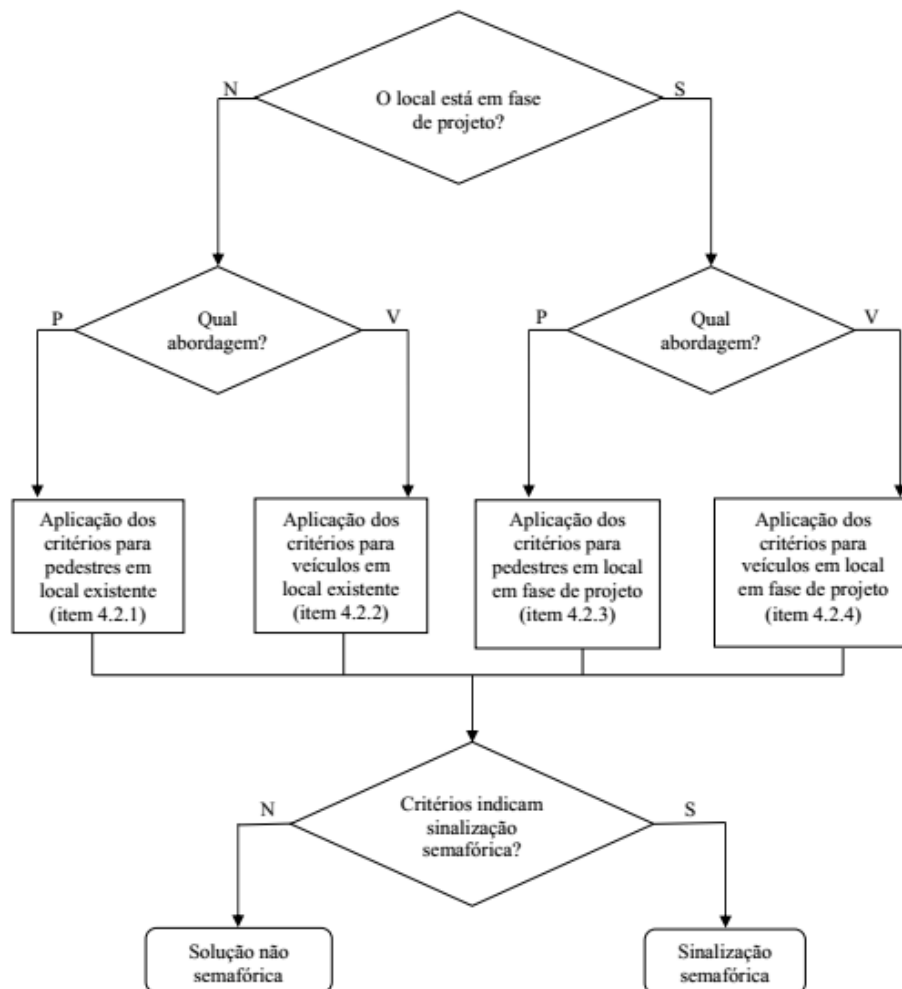 N
S
O local está em fase
de projeto?
P
Qual
abordagem?
V
P
Qual
abordagem?
V
Aplicação dos
critérios para
pedestres em
local existente
(item 4.2.1)
Aplicação dos
critérios para
veículos em
local existente
(item 4.2.2)
Aplicação dos
critérios para
pedestres em local
em fase de projeto
(item 4.2.3)
Aplicação dos
critérios para
veículos em local
em fase de projeto
(item 4.2.4)
N
Critérios indicam
sinalização
semafórica?
S
Solução não
semafórica
Sinalização
semafórica